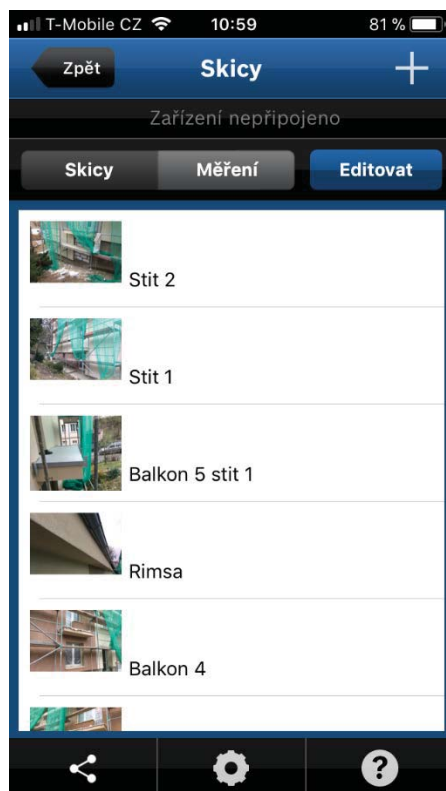 T-Mobile CZ 10:59 81 %
Zpět Skicy +
Zařízení nepřipojeno
Skicy Měření Editovat
Stit 2
Stit 1
Balkon 5 stit 1
Rimsa
Balkon 4
?